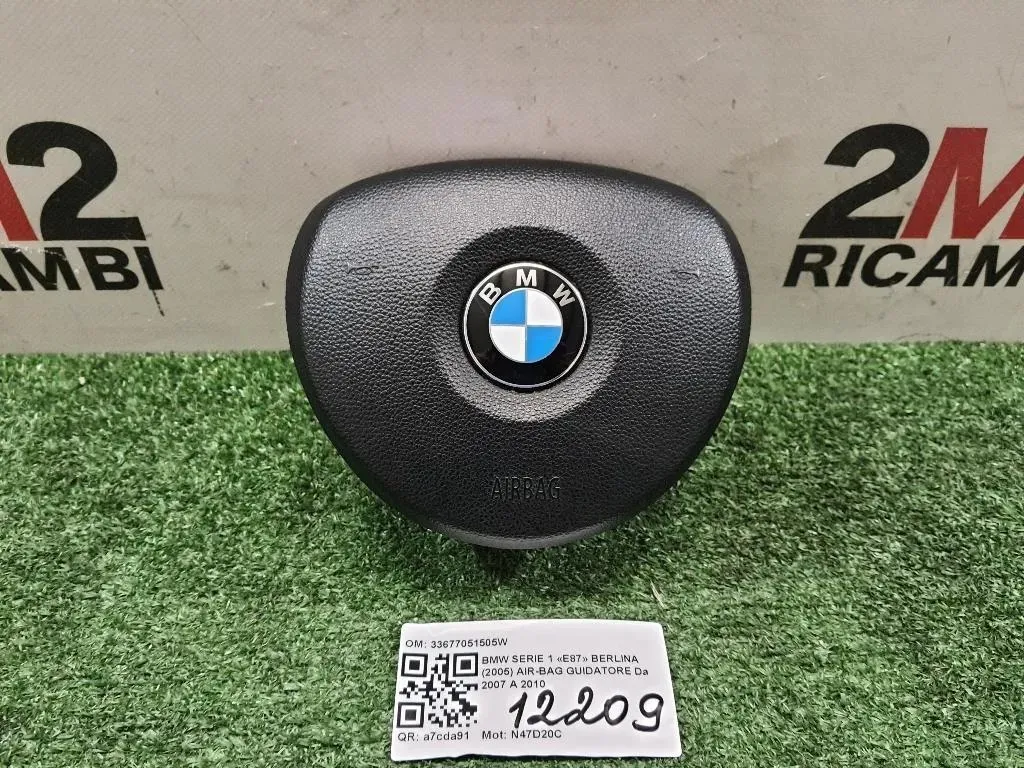 2M
RICAMBI
2M
RICAM
BMW
AIRBAG
OM: 33677051505W
BMW SERIE 1 «E87» BERLINA
(2005) AIR-BAG GUIDATORE Da
2007 A 2010
12209
QR: a7cda91 Mot: N47D20C